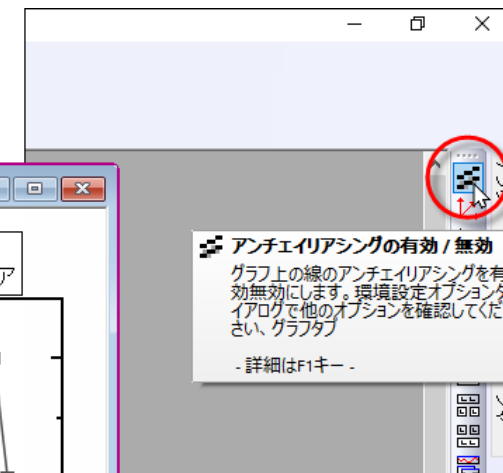 ア
アンチェイリアシングの有効 / 無効
グラフ上の線のアンチェイリアシングを有
効無効にします。環境設定オプションダ
イアログで他のオプションを確認してくだ
さい、グラフタブ
- 詳細はF1キー -